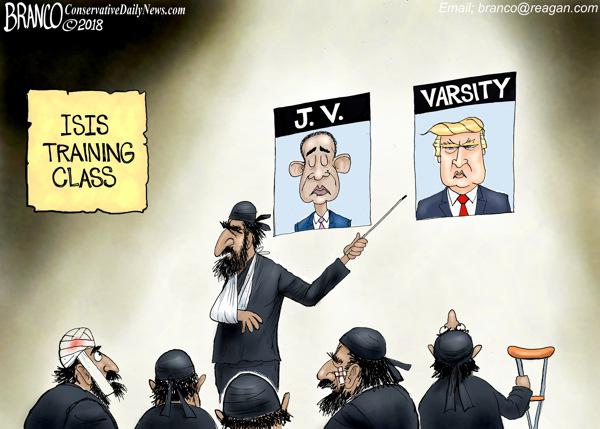 BRANCO ConservativeDailyNews.com
©2018
Email; branco@reagan.com
ISIS
TRAINING
CLASS
J. V.
VARSITY